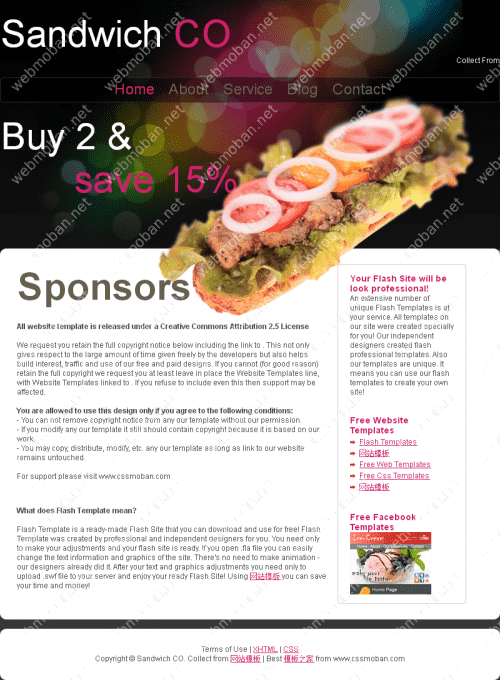 Sandwich CO
Collect From
Home About Service Blog Contact
Buy 2 &
save 15%
Sponsors
All website template is released under a Creative Commons Attribution 2.5 License
We request you retain the full copyright notice below including the link to . This not only
gives respect to the large amount of time given freely by the developers but also helps
build interest, traffic and use of our free and paid designs. If you cannot (for good reason)
retain the full copyright we request you at least leave in place the Website Templates line,
with Website Templates linked to . If you refuse to include even this then support may be
affected.
You are allowed to use this design only if you agree to the following conditions:
- You can not remove copyright notice from any our template without our permission.
- If you modify any our template it still should contain copyright because it is based on our
work.
- You may copy, distribute, modify, etc. any our template as long as link to our website
remains untouched.
For support please visit www.cssmoban.com
What does Flash Template mean?
Flash Template is a ready-made Flash Site that you can download and use for free! Flash
Template was created by professional and independent designers for you. You need only
to make your adjustments and your flash site is ready. If you open .fla file you can easily
change the text information and graphics of the site. There's no need to make animation -
our designers already did it. After your text and graphics adjustments you need only to
upload .swf file to your server and enjoy your ready Flash Site! Using 网站模板 you can save
your time and money!
Your Flash Site will be
look professional!
An extensive number of
unique Flash Templates is at
your service. All templates on
our site were created specially
for you! Our independent
designers created flash
professional templates. Also
our templates are unique. It
means you can use our flash
templates to create your own
site!
Free Website
Templates
Flash Templates
网站模板
Free Web Templates
Free Css Templates
网站模板
Free Facebook
Templates
Home Page
Terms of Use | XHTML | CSS
Copyright © Sandwich CO. Collect from 网站模板 | Best 模板之家 from www.cssmoban.com
webmoban.net